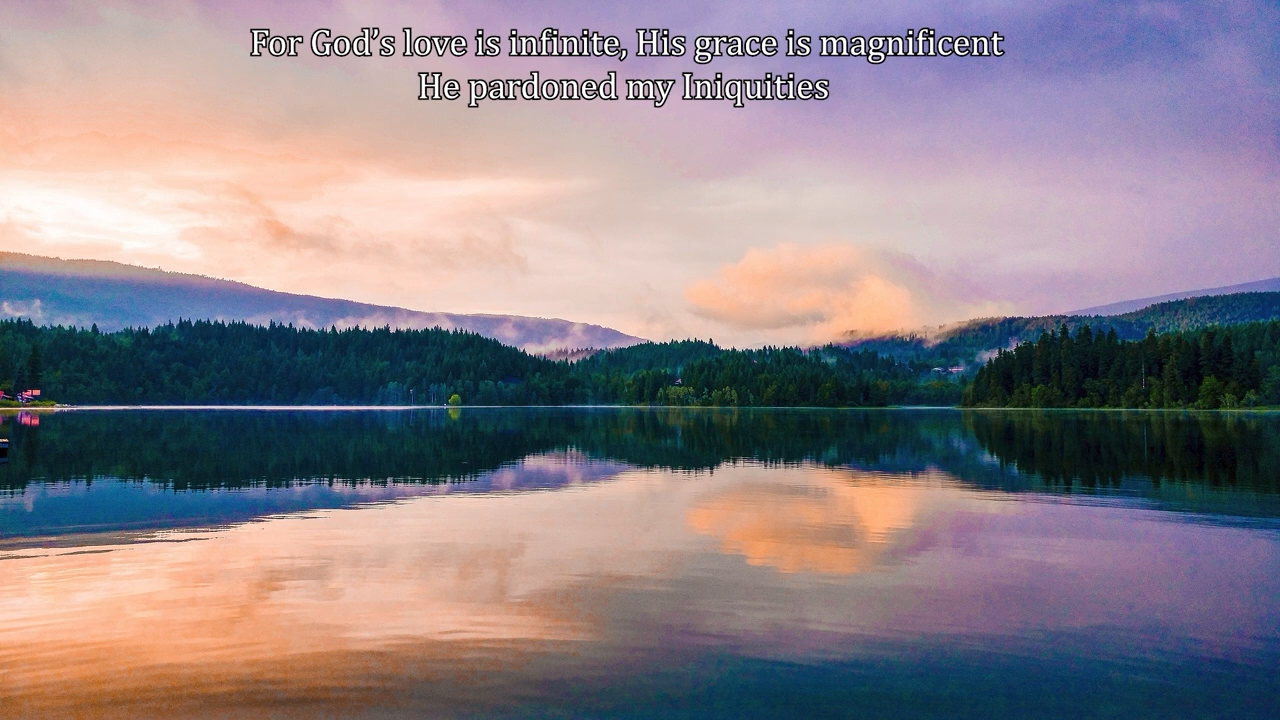 For God’s love is infinite, His grace is magnificent
He pardoned my Iniquities